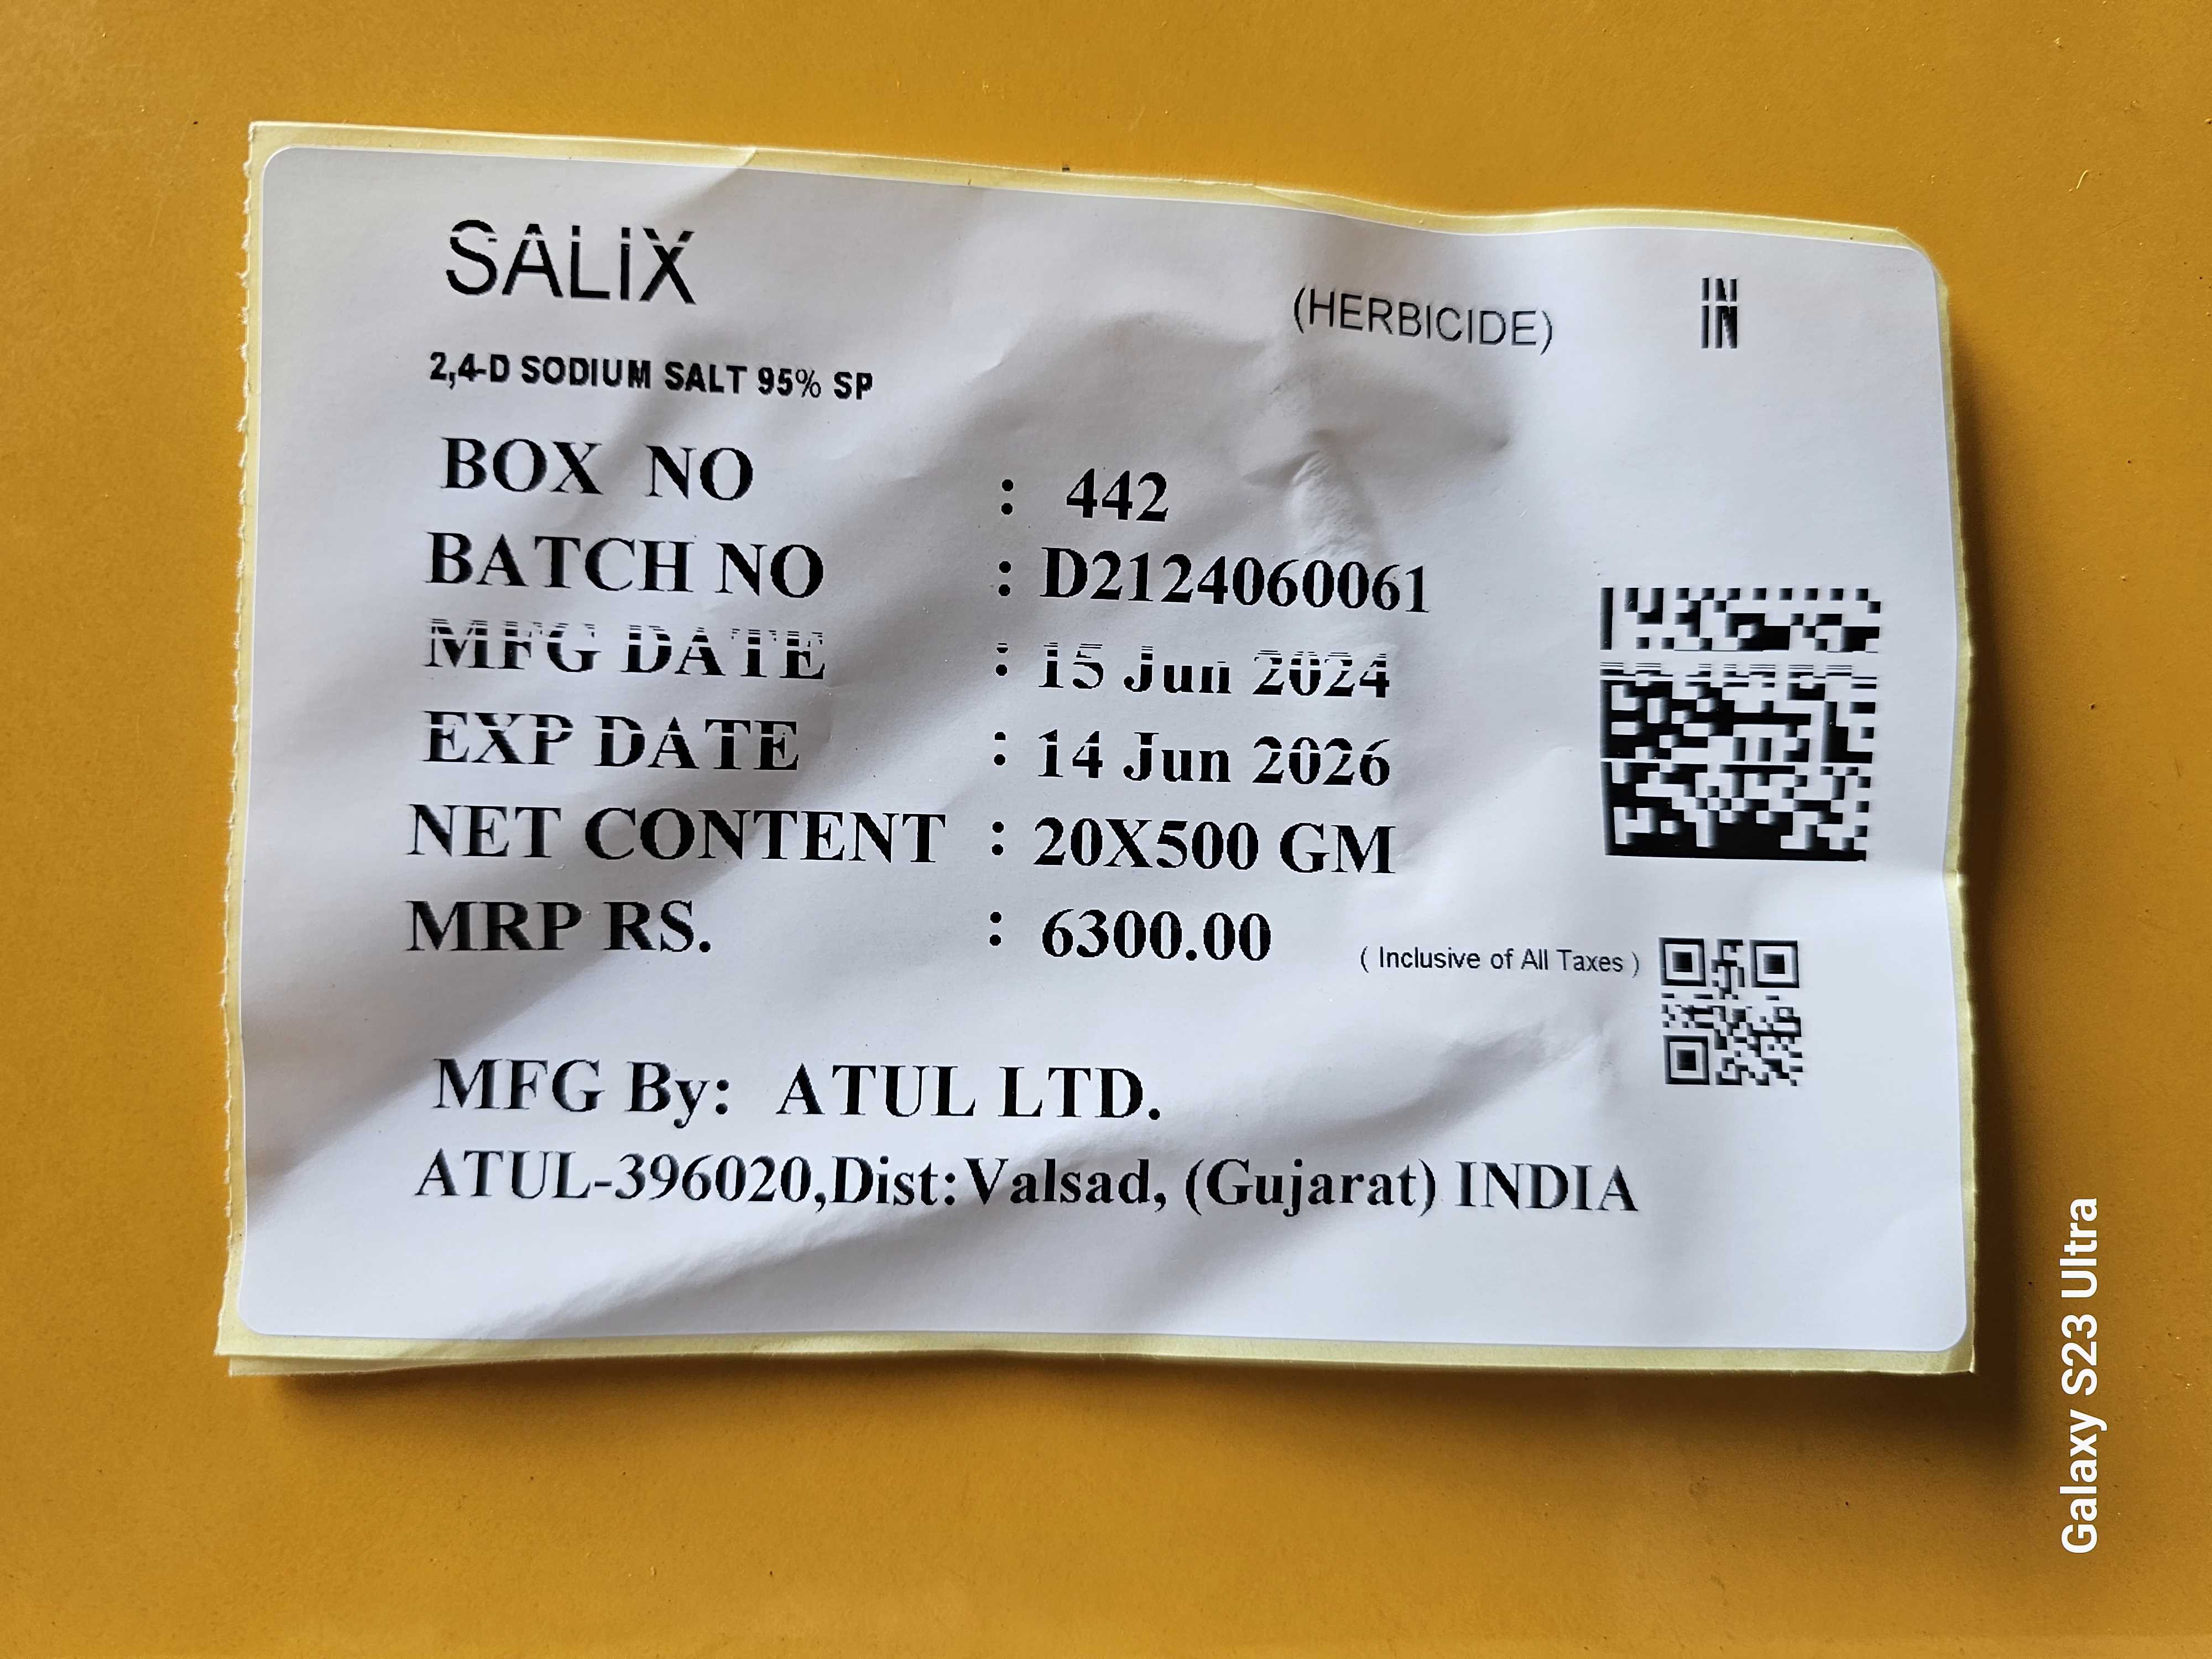 SALIX
(HERBICIDE)
IN
2,4-D SODIUM SALT 95% SP
BOX NO : 442
BATCH NO : D2124060061
MFG DATE : 15 Jun 2024
EXP DATE : 14 Jun 2026
NET CONTENT : 20X500 GM
MRP RS. : 6300.00 ( Inclusive of All Taxes )
MFG By: ATUL LTD.
ATUL-396020,Dist:Valsad, (Gujarat) INDIA
Galaxy S23 Ultra